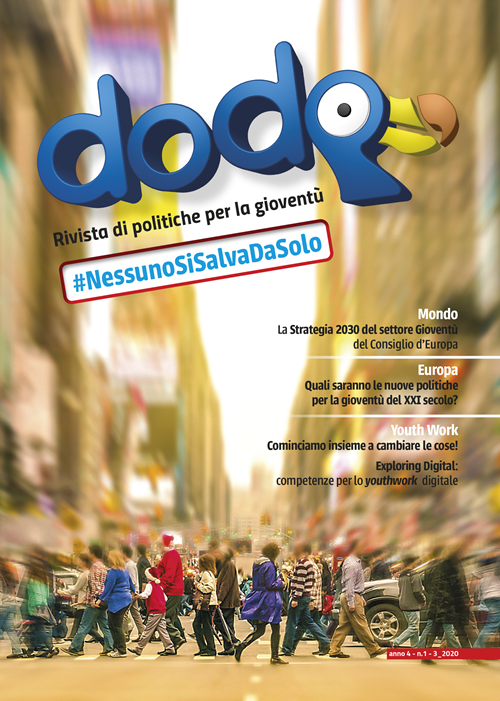 dodo
Rivista di politiche per la gioventù
#NessunoSiSalvaDaSolo
Mondo
La Strategia 2030 del settore Gioventù
del Consiglio d'Europa
Europa
Quali saranno le nuove politiche
per la gioventù del XXI secolo?
Youth Work
Cominciamo insieme a cambiare le cose!
Exploring Digital:
competenze per lo youthwork digitale
anno 4 - n.1 - 3_2020